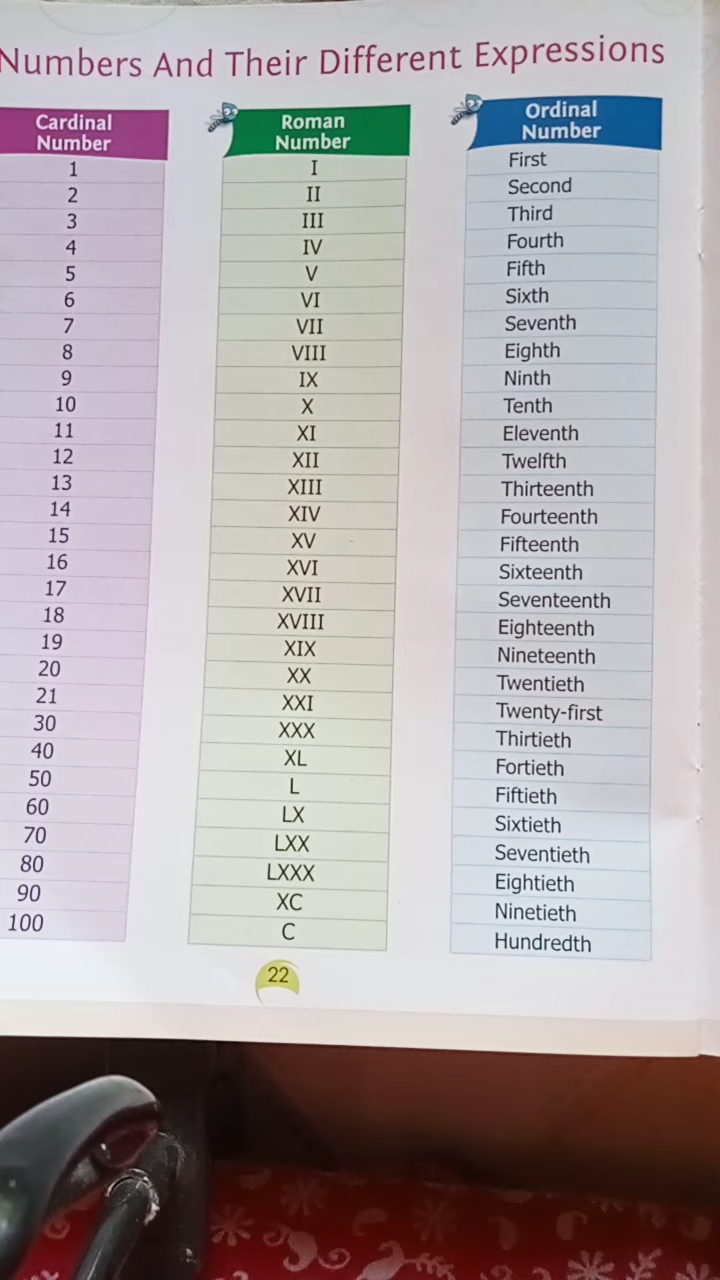 Numbers And Their Different Expressions
Cardinal Number
Roman Number
Ordinal Number
1 I First
2 II Second
3 III Third
4 IV Fourth
5 V Fifth
6 VI Sixth
7 VII Seventh
8 VIII Eighth
9 IX Ninth
10 X Tenth
11 XI Eleventh
12 XII Twelfth
13 XIII Thirteenth
14 XIV Fourteenth
15 XV Fifteenth
16 XVI Sixteenth
17 XVII Seventeenth
18 XVIII Eighteenth
19 XIX Nineteenth
20 XX Twentieth
21 XXI Twenty-first
30 XXX Thirtieth
40 XL Fortieth
50 L Fiftieth
60 LX Sixtieth
70 LXX Seventieth
80 LXXX Eightieth
90 XC Ninetieth
100 C Hundredth
22